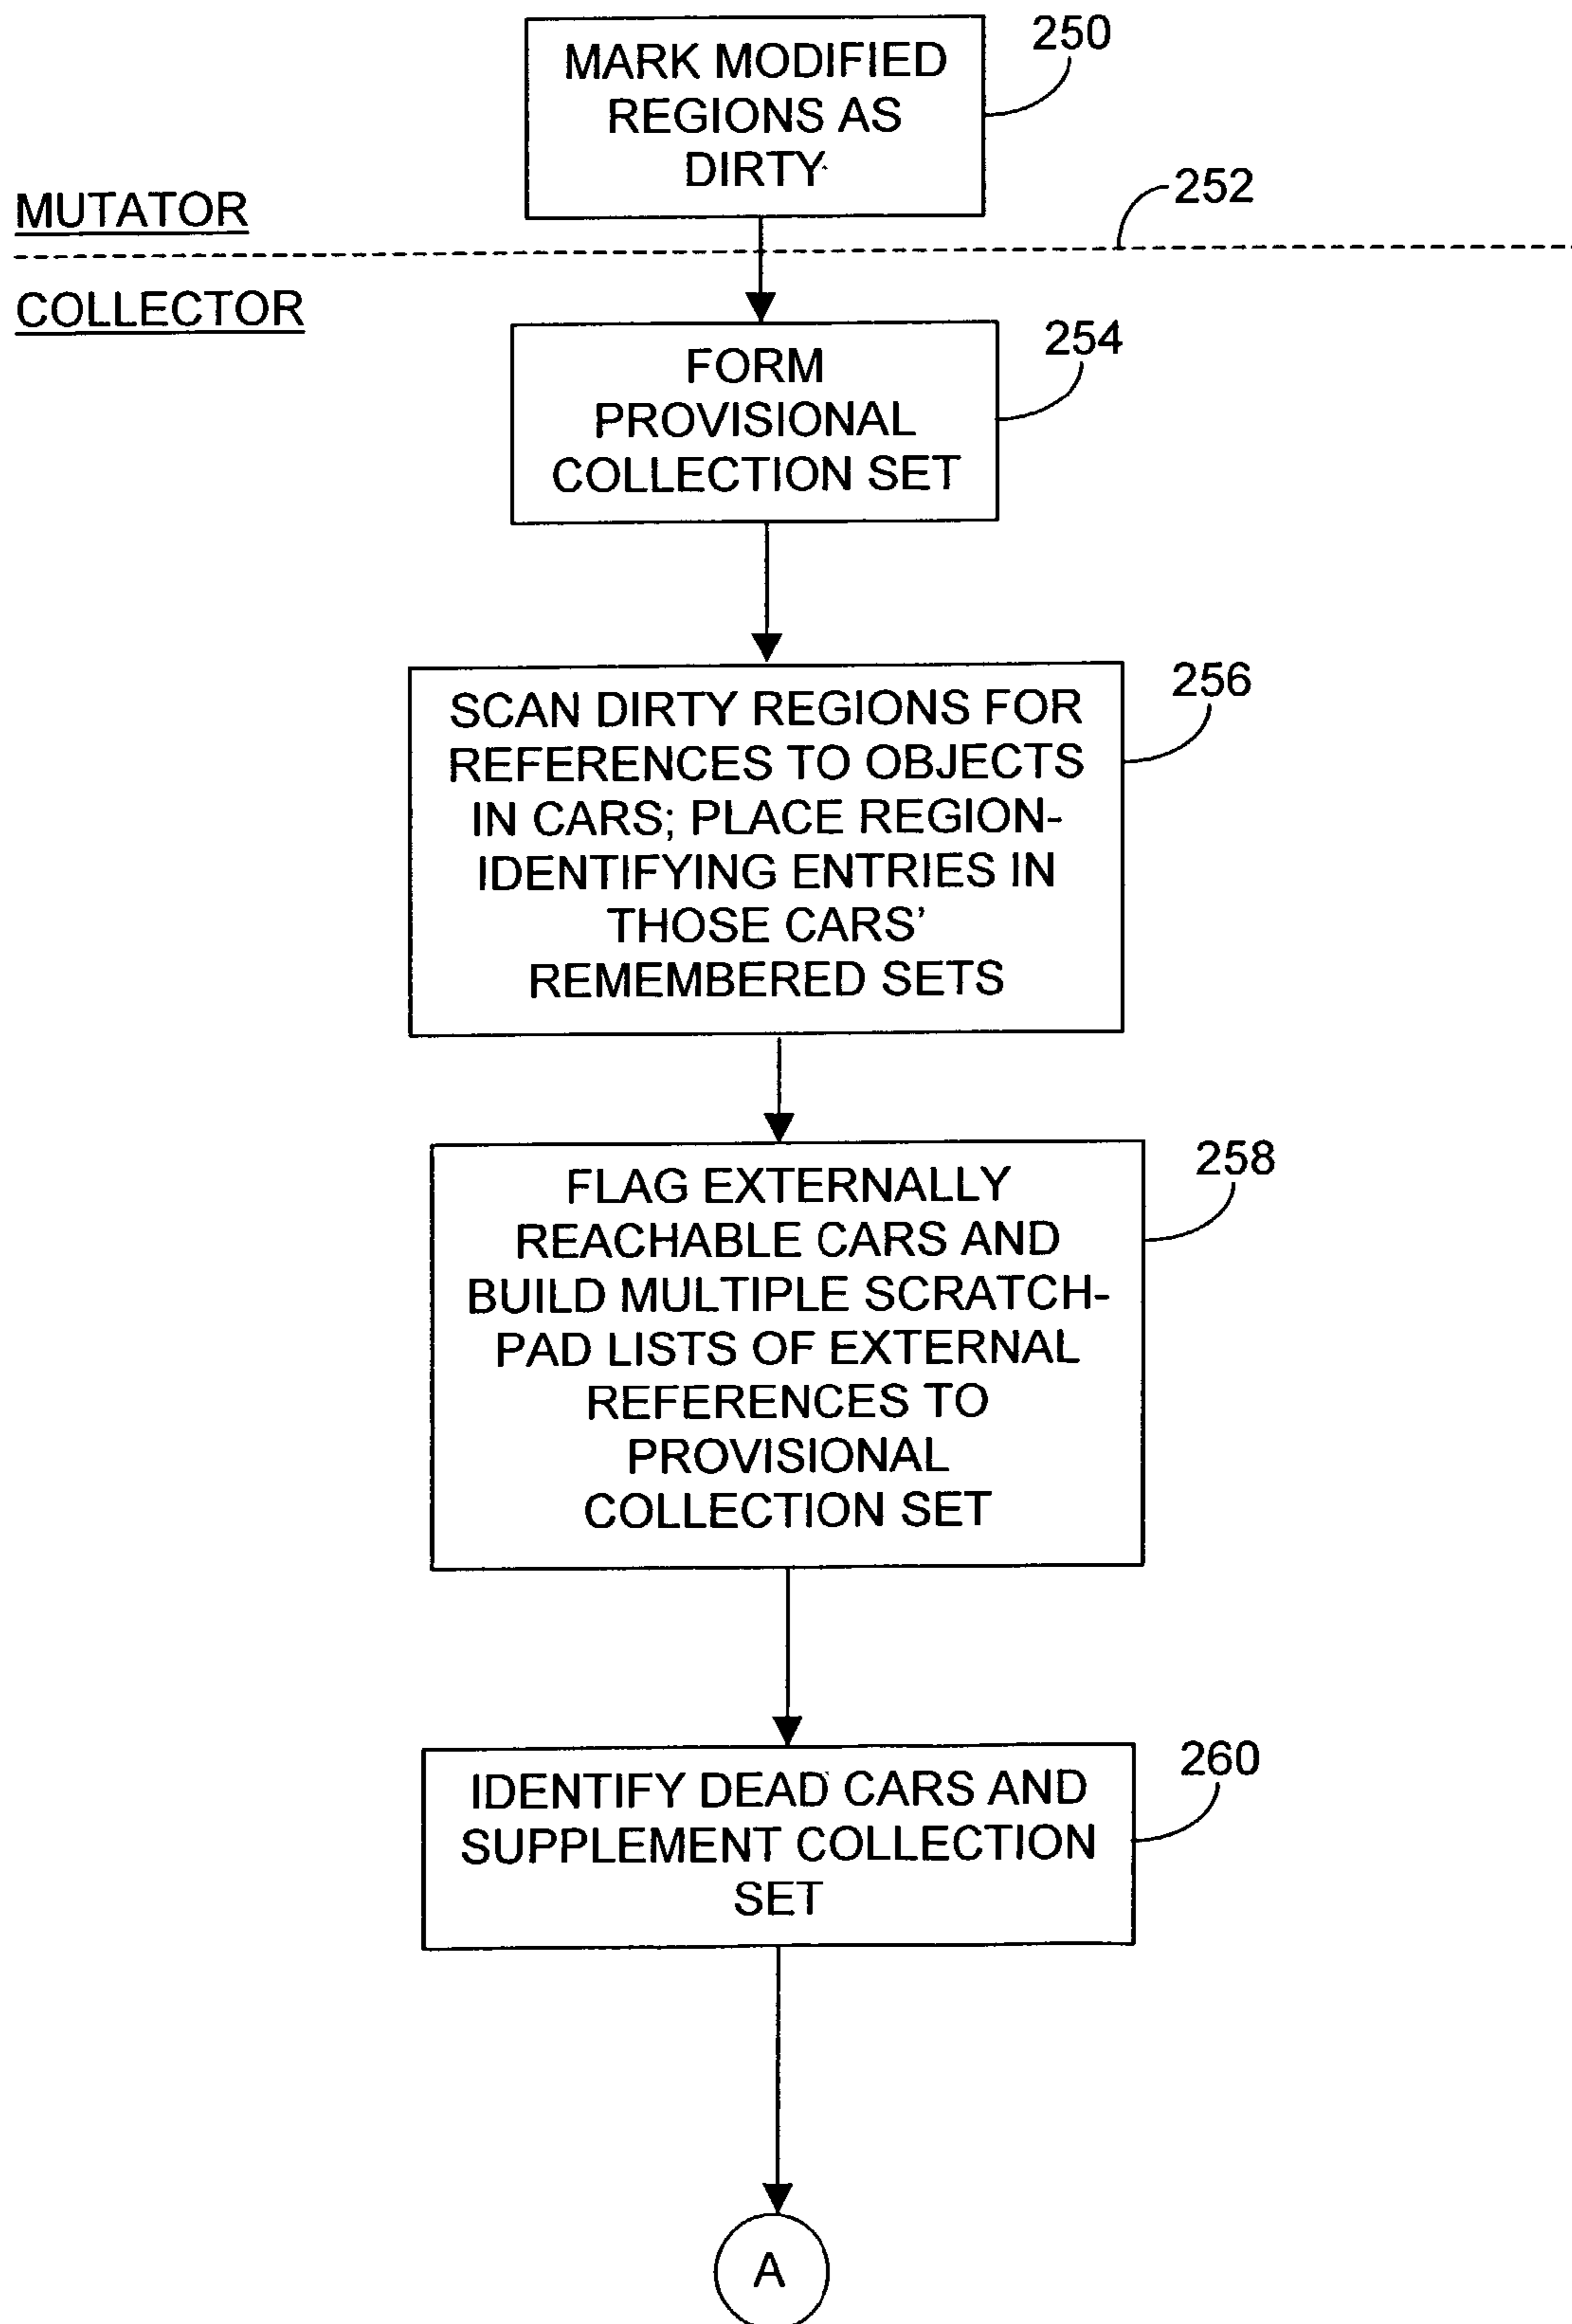 MARK MODIFIED
REGIONS AS
DIRTY
250
252
MUTATOR
COLLECTOR
FORM
PROVISIONAL
COLLECTION SET
254
SCAN DIRTY REGIONS FOR
REFERENCES TO OBJECTS
IN CARS; PLACE REGION-
IDENTIFYING ENTRIES IN
THOSE CARS’
REMEMBERED SETS
256
FLAG EXTERNALLY
REACHABLE CARS AND
BUILD MULTIPLE SCRATCH-
PAD LISTS OF EXTERNAL
REFERENCES TO
PROVISIONAL
COLLECTION SET
258
IDENTIFY DEAD CARS AND
SUPPLEMENT COLLECTION
SET
260
A